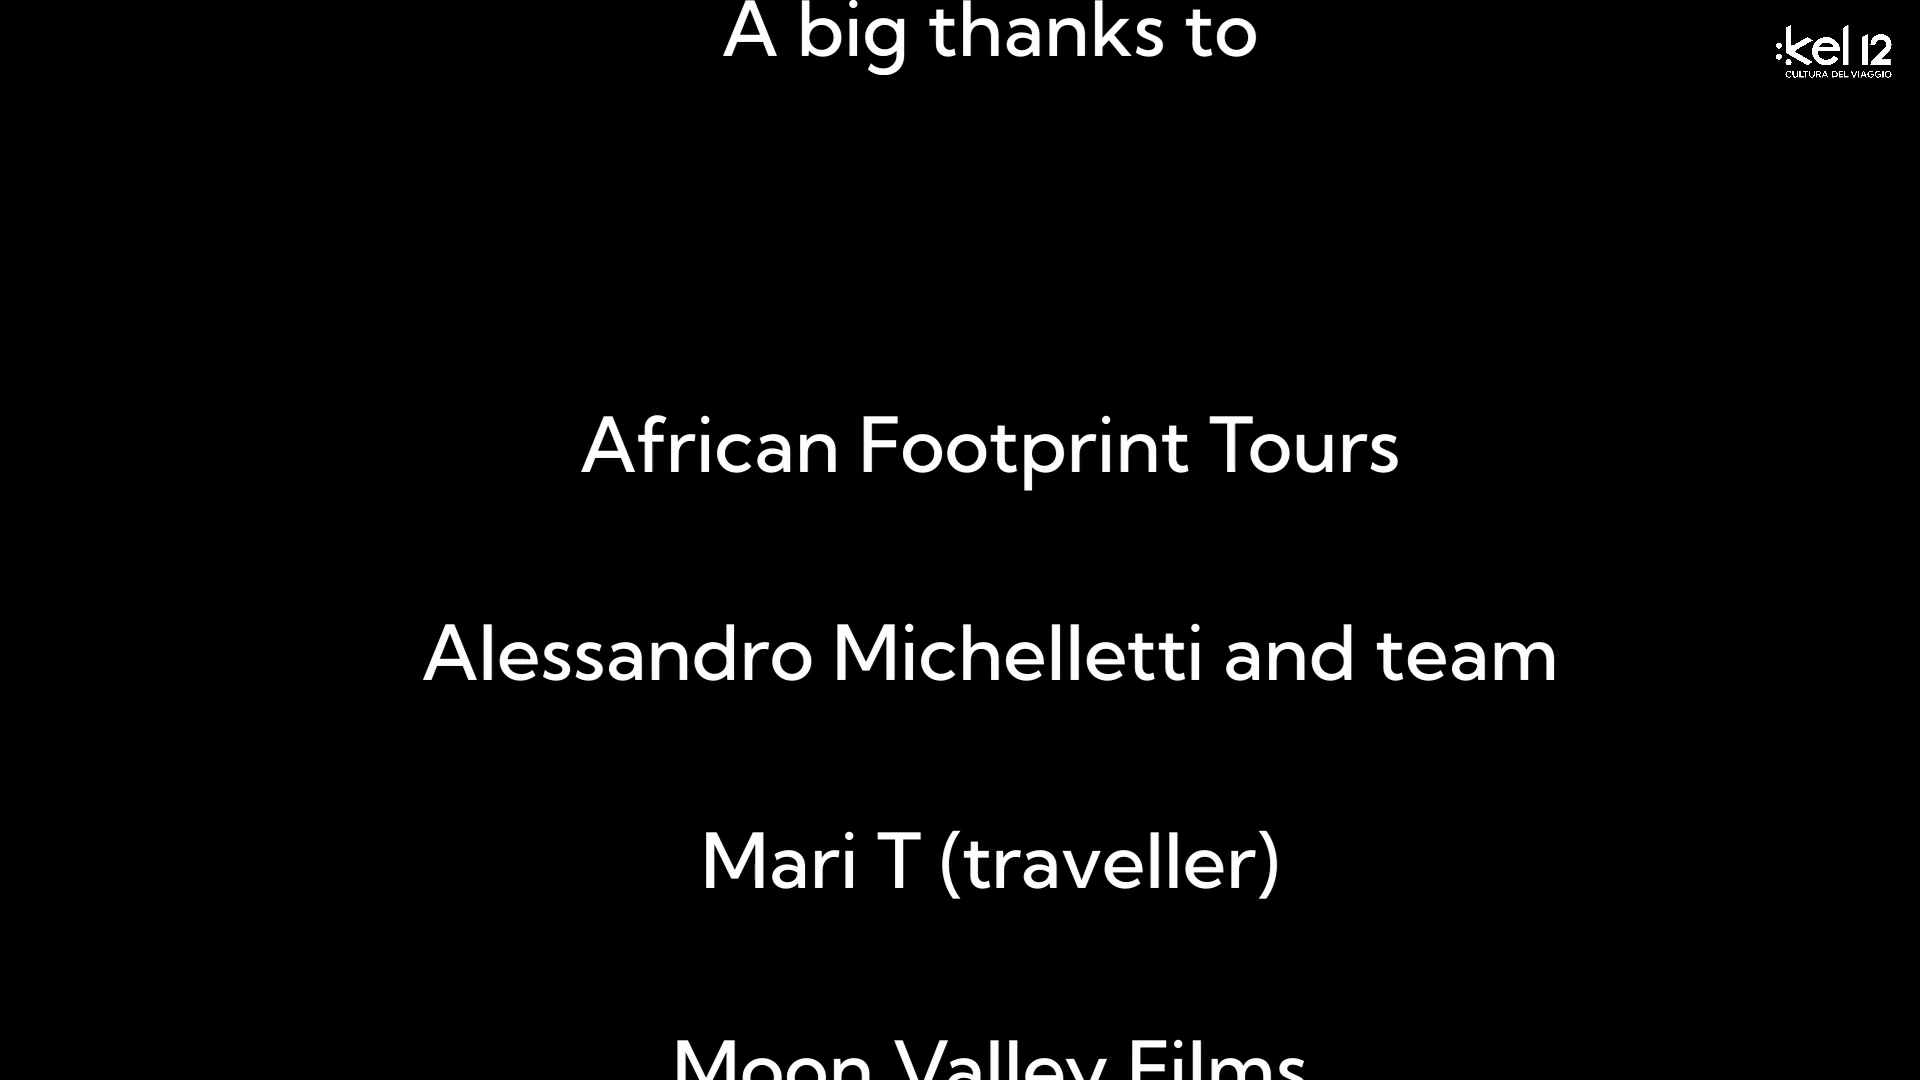 A big thanks to
:kel 12
CULTURA DEL VIAGGIO
African Footprint Tours
Alessandro Michelletti and team
Mari T (traveller)
Moon Valley Films